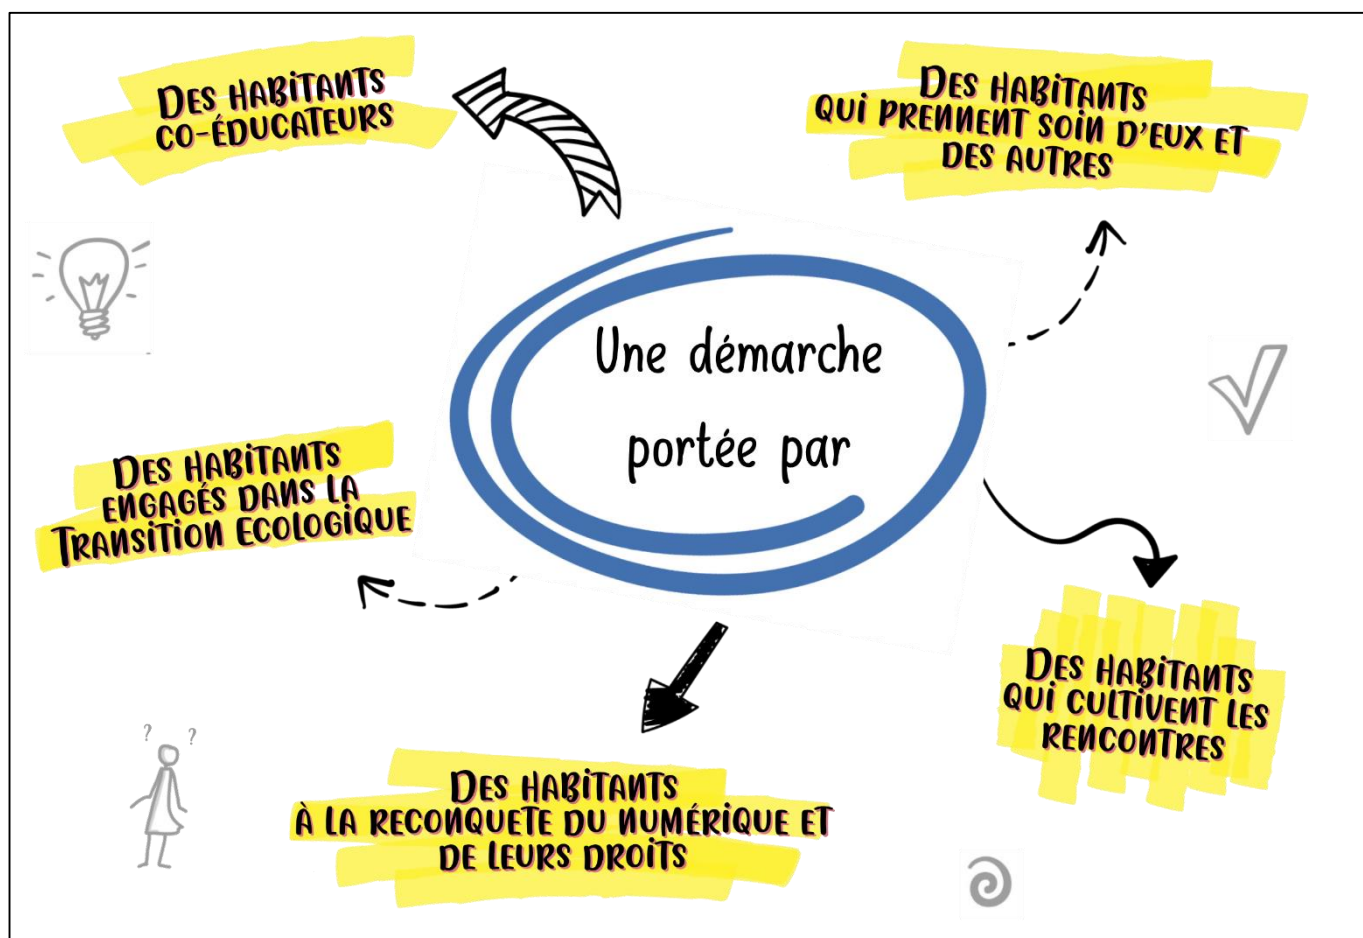 DES HABITANTS
CO-ÉDUCATEURS
DES HABITANTS
QUI PRENNENT SOIN D'EUX ET
DES AUTRES
Une démarche
portée par
DES HABITANTS
ENGAGÉS DANS LA
TRANSITION ECOLOGIQUE
DES HABITANTS
QUI CULTIVENT LES
RENCONTRES
? ?
DES HABITANTS
À LA RECONQUETE DU NUMÉRIQUE ET
DE LEURS DROITS